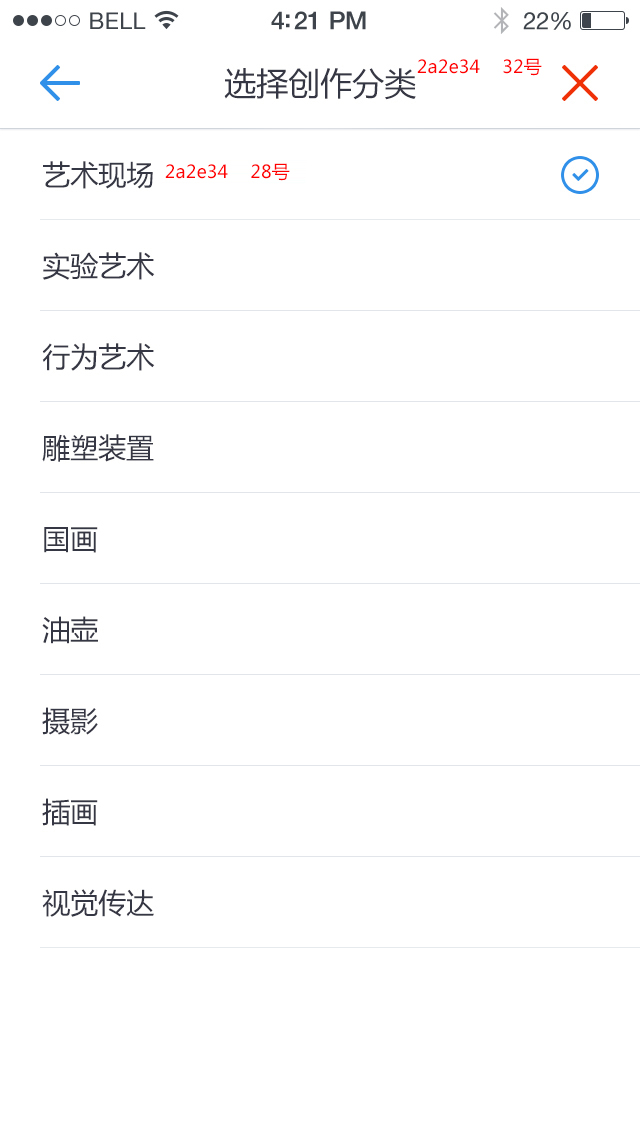 BELL 4:21 PM 22%
选择创作分类 2a2e34 32号
艺术现场 2a2e34 28号
实验艺术
行为艺术
雕塑装置
国画
油壶
摄影
插画
视觉传达